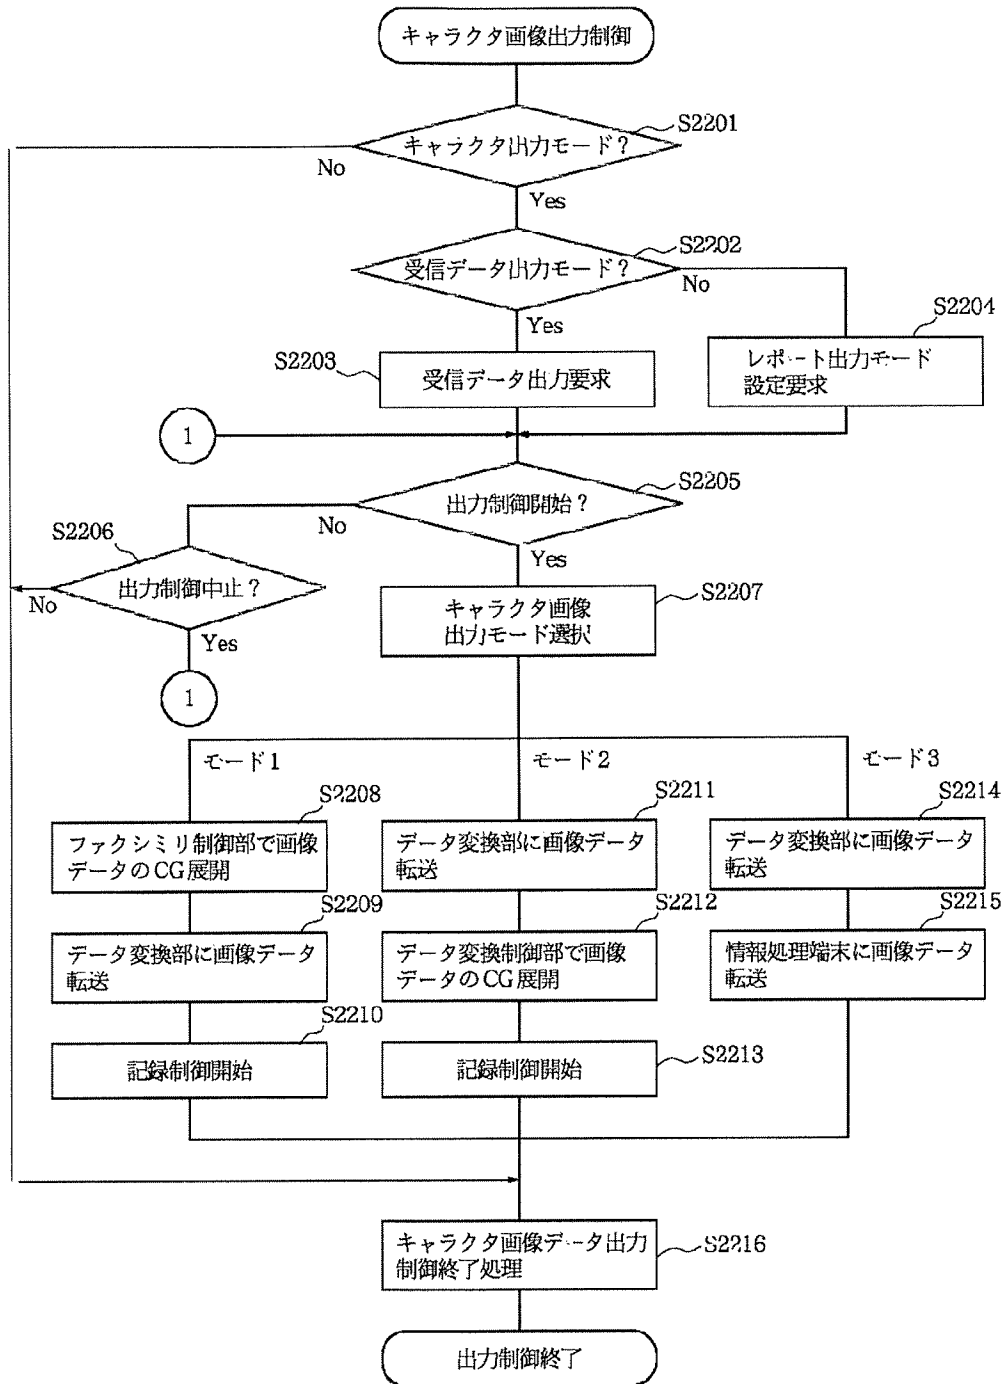 キャラクタ画像出力制御
S2201
キャラクタ出力モード？
No
Yes
S2202
受信データ出力モード？
No
Yes
S2203
受信データ出力要求
S2204
レポート出力モード
設定要求
1
S2205
出力制御開始？
No
Yes
S2206
出力制御中止？
No
Yes
1
S2207
キャラクタ画像
出力モード選択
モード1
モード2
モード3
S2208
ファクシミリ制御部で画像
データのCG展開
S2211
データ変換部に画像データ
転送
S2214
データ変換部に画像データ
転送
S2209
データ変換部に画像データ
転送
S2212
データ変換制御部で画像
データのCG展開
S2215
情報処理端末に画像データ
転送
S2210
記録制御開始
S2213
記録制御開始
S2216
キャラクタ画像データ出力
制御終了処理
出力制御終了